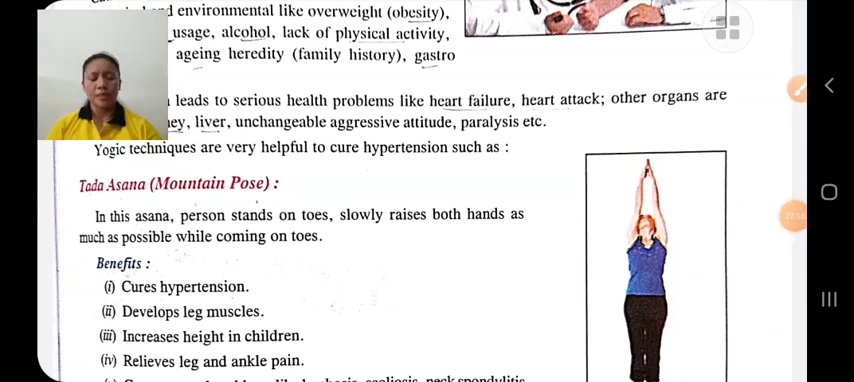 environmental like overweight (obesity),
usage, alcohol, lack of physical activity,
ageing heredity (family history), gastro
leads to serious health problems like heart failure, heart attack; other organs are
liver, unchangeable aggressive attitude, paralysis etc.
Yogic techniques are very helpful to cure hypertension such as :
Tada Asana (Mountain Pose) :
In this asana, person stands on toes, slowly raises both hands as
much as possible while coming on toes.
Benefits :
(i) Cures hypertension.
(ii) Develops leg muscles.
(iii) Increases height in children.
(iv) Relieves leg and ankle pain.